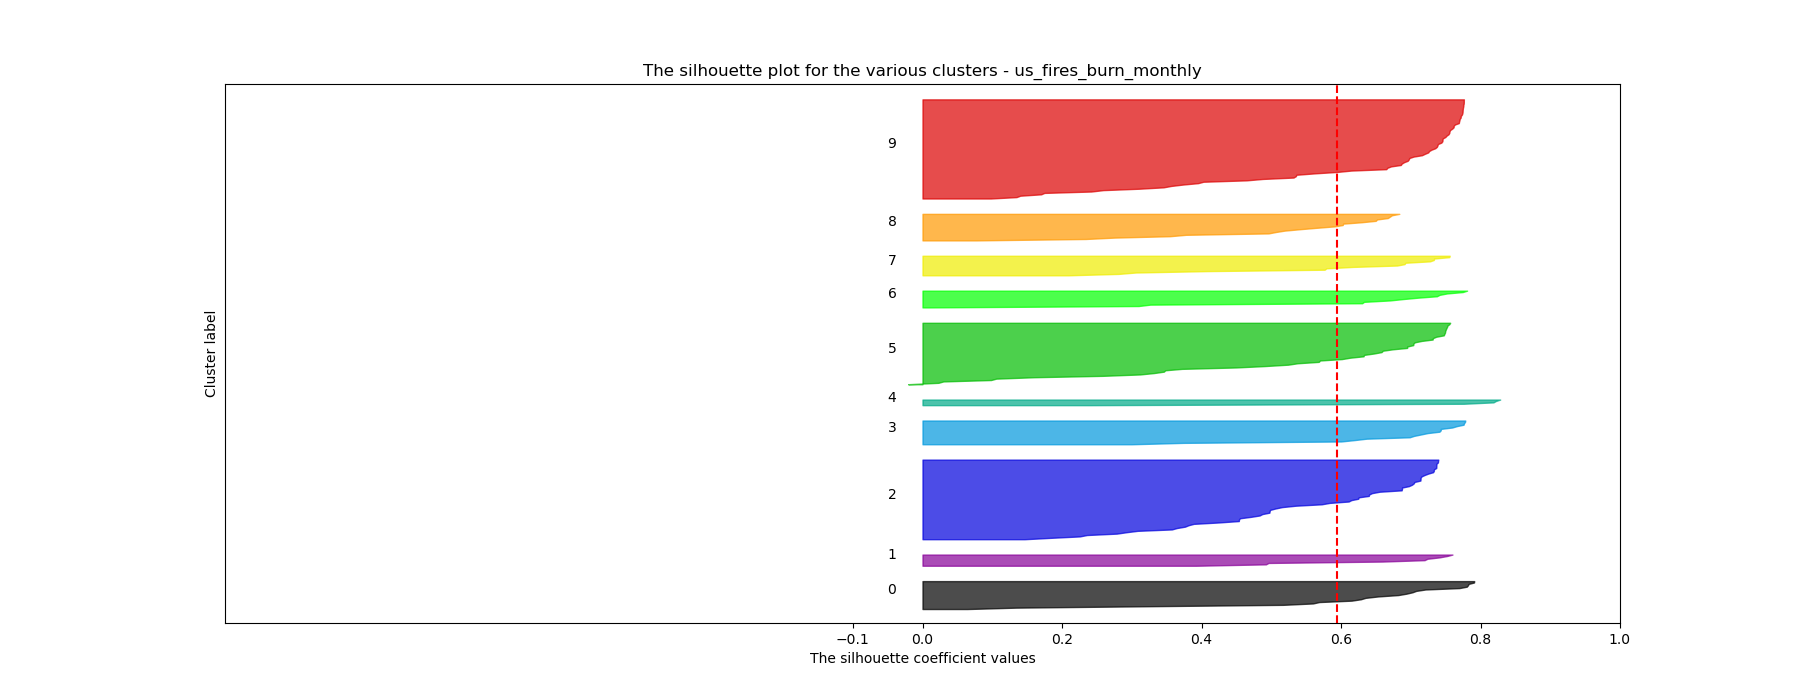 The silhouette plot for the various clusters - us_fires_burn_monthly
9
8
7
6
5
4
3
2
1
0
Cluster label
−0.1 0.0 0.2 0.4 0.6 0.8 1.0
The silhouette coefficient values